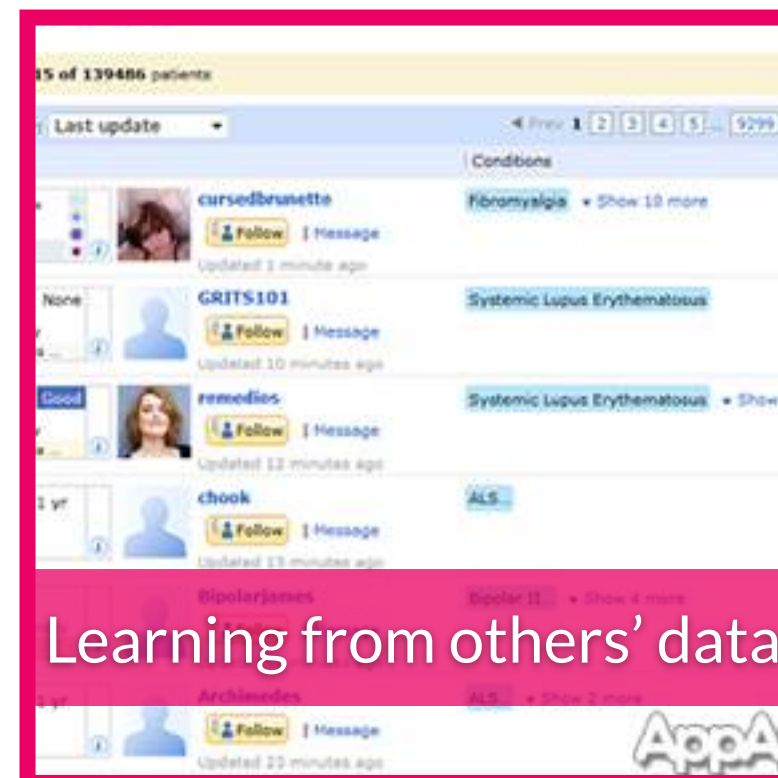 15 of 139486 patients
Last update
Prev 1 2 3 4 5 ... 9299
Conditions
cursedbrunette
Fibromyalgia • Show 10 more
Follow | Message
Updated 1 minute ago
None
GRITS101
Systemic Lupus Erythematosus
Follow | Message
Updated 10 minutes ago
Good
remedios
Systemic Lupus Erythematosus • Show
Follow | Message
Updated 12 minutes ago
1 yr
chook
ALS...
Follow | Message
Updated 13 minutes ago
Bipolarjames
Bipolar II... • Show 4 more
Learning from others’ data
1 yr
Archimedes
ALS... • Show 2 more
Follow | Message
Updated 23 minutes ago
AppA